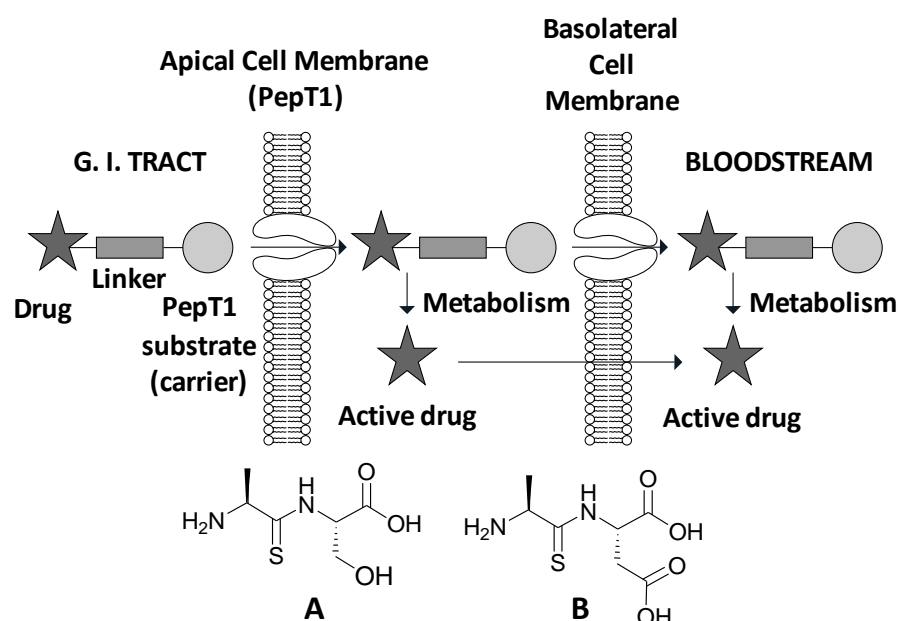 Apical Cell Membrane
(PepT1)
Basolateral
Cell
Membrane
G. I. TRACT
BLOODSTREAM
Drug
Linker
PepT1
substrate
(carrier)
Metabolism
Active drug
Metabolism
Active drug
H2N
S
H
N
O
OH
OH
A
H2N
S
H
N
O
OH
O
OH
B